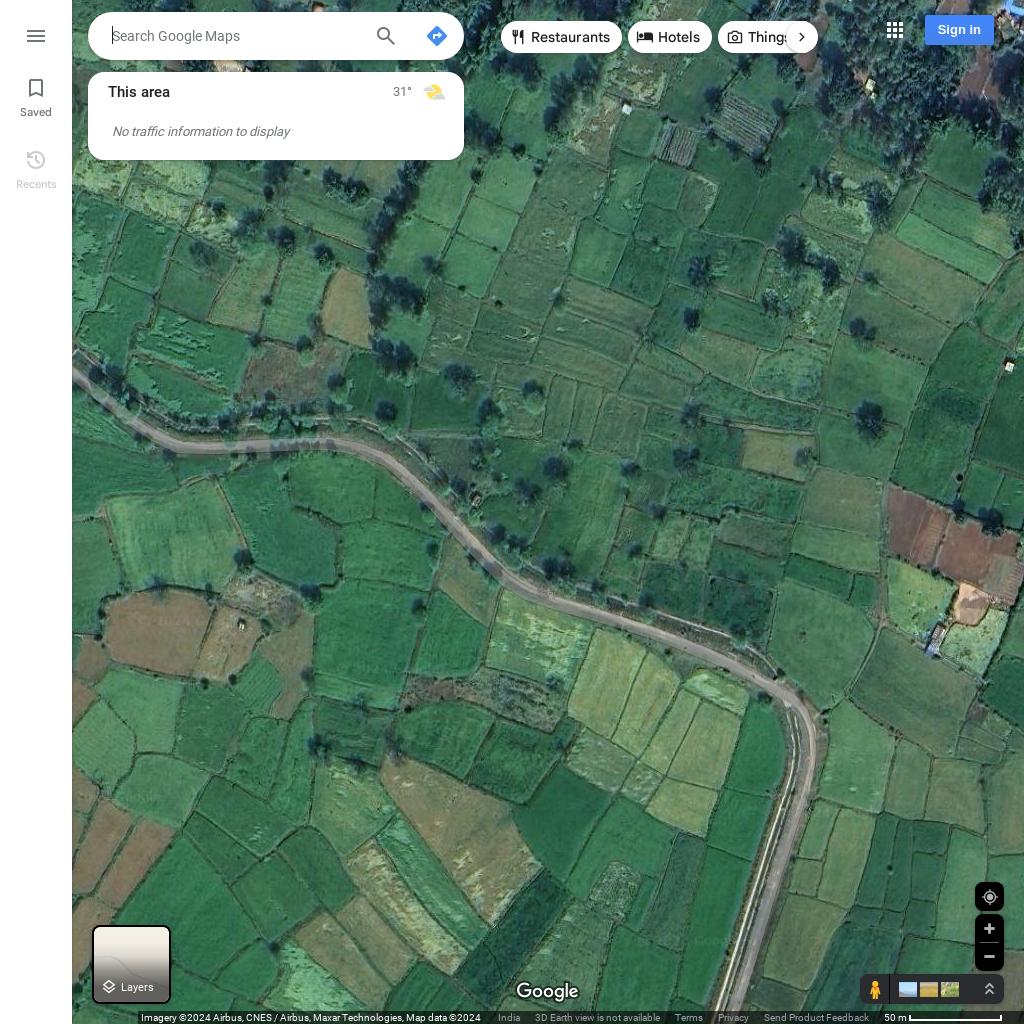 Search Google Maps
Restaurants
Hotels
Things
Sign in
Saved
Recents
This area
31°
No traffic information to display
Layers
Google
Imagery ©2024 Airbus, CNES / Airbus, Maxar Technologies, Map data ©2024 India 3D Earth view is not available Terms Privacy Send Product Feedback 50 m